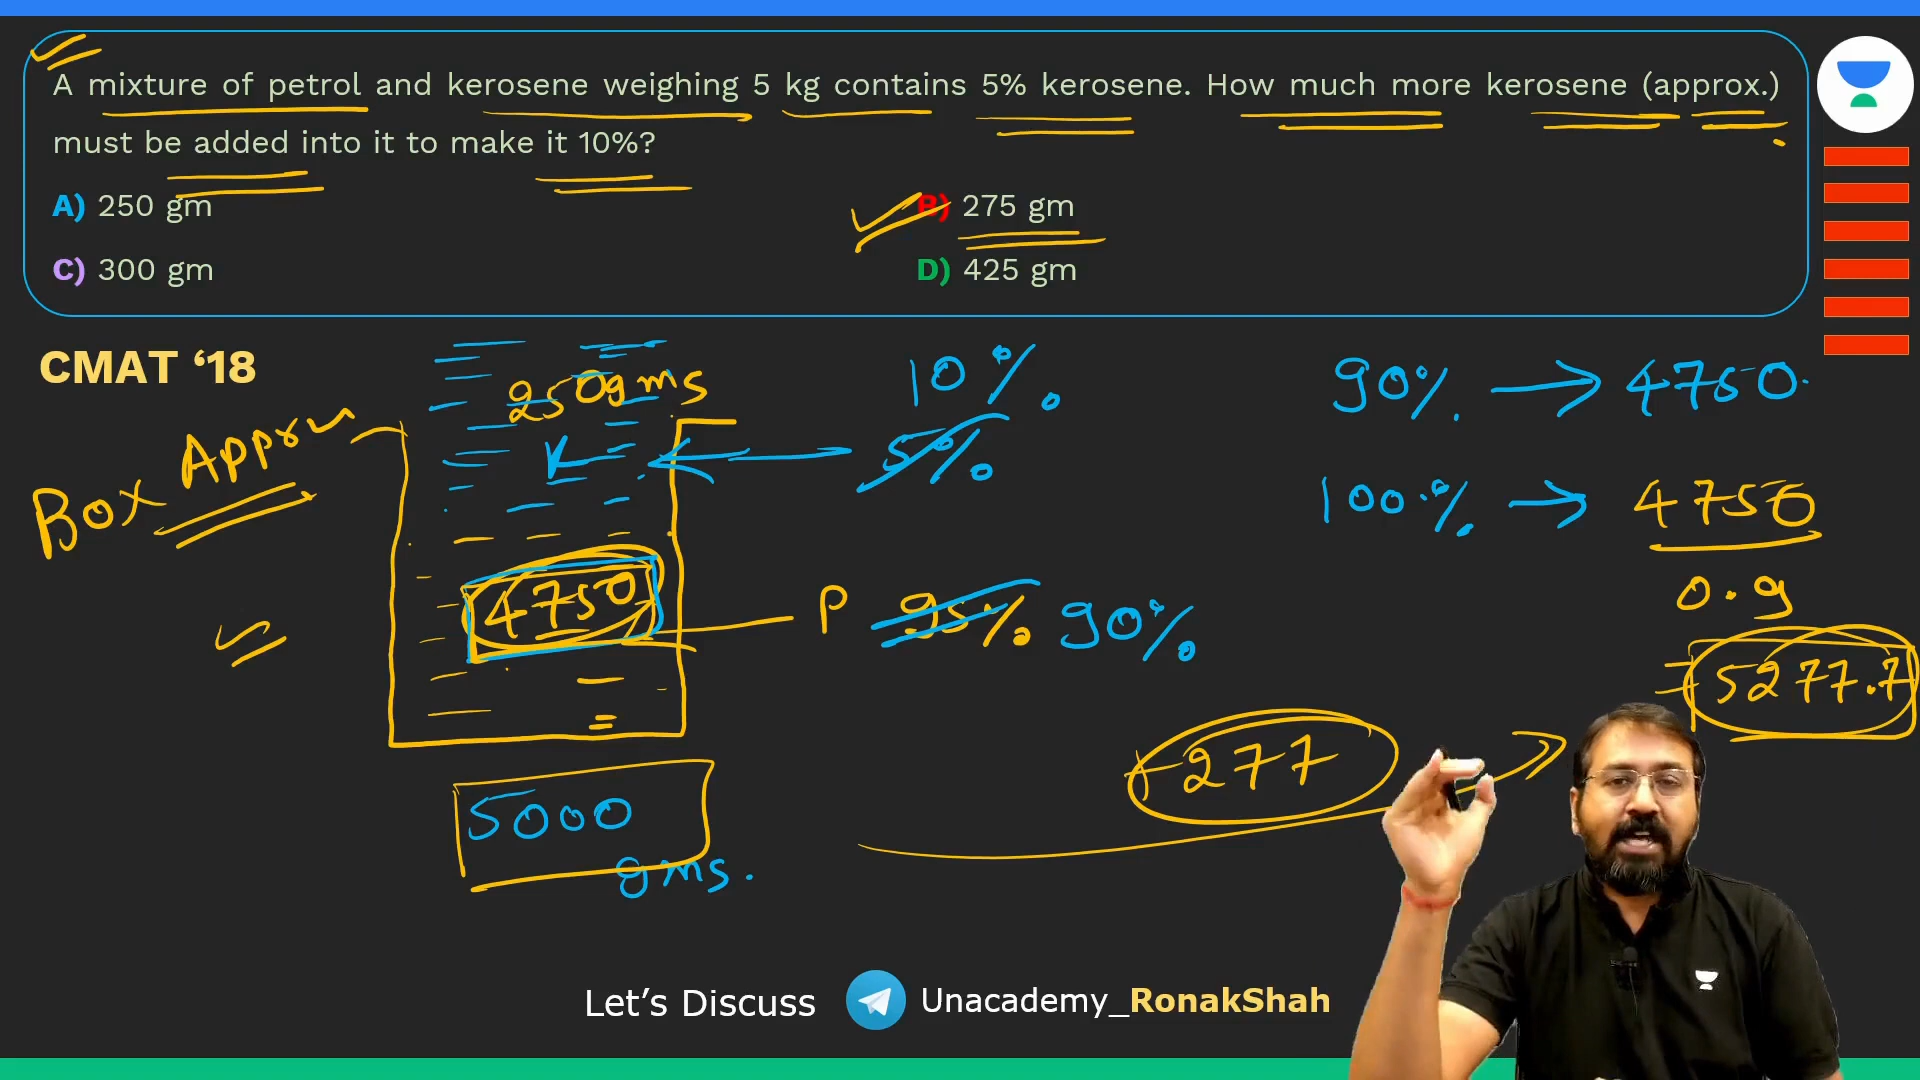 A mixture of petrol and kerosene weighing 5 kg contains 5% kerosene. How much more kerosene (approx.)
must be added into it to make it 10%?
A) 250 gm
B) 275 gm
C) 300 gm
D) 425 gm
CMAT ‘18
Box Appr
250gms
K
10%.
5%
90% → 4750
100% → 4750
0.9
= 5277.7
4750
P 95% 90%
277
5000
gms.
Let’s Discuss
Unacademy_RonakShah